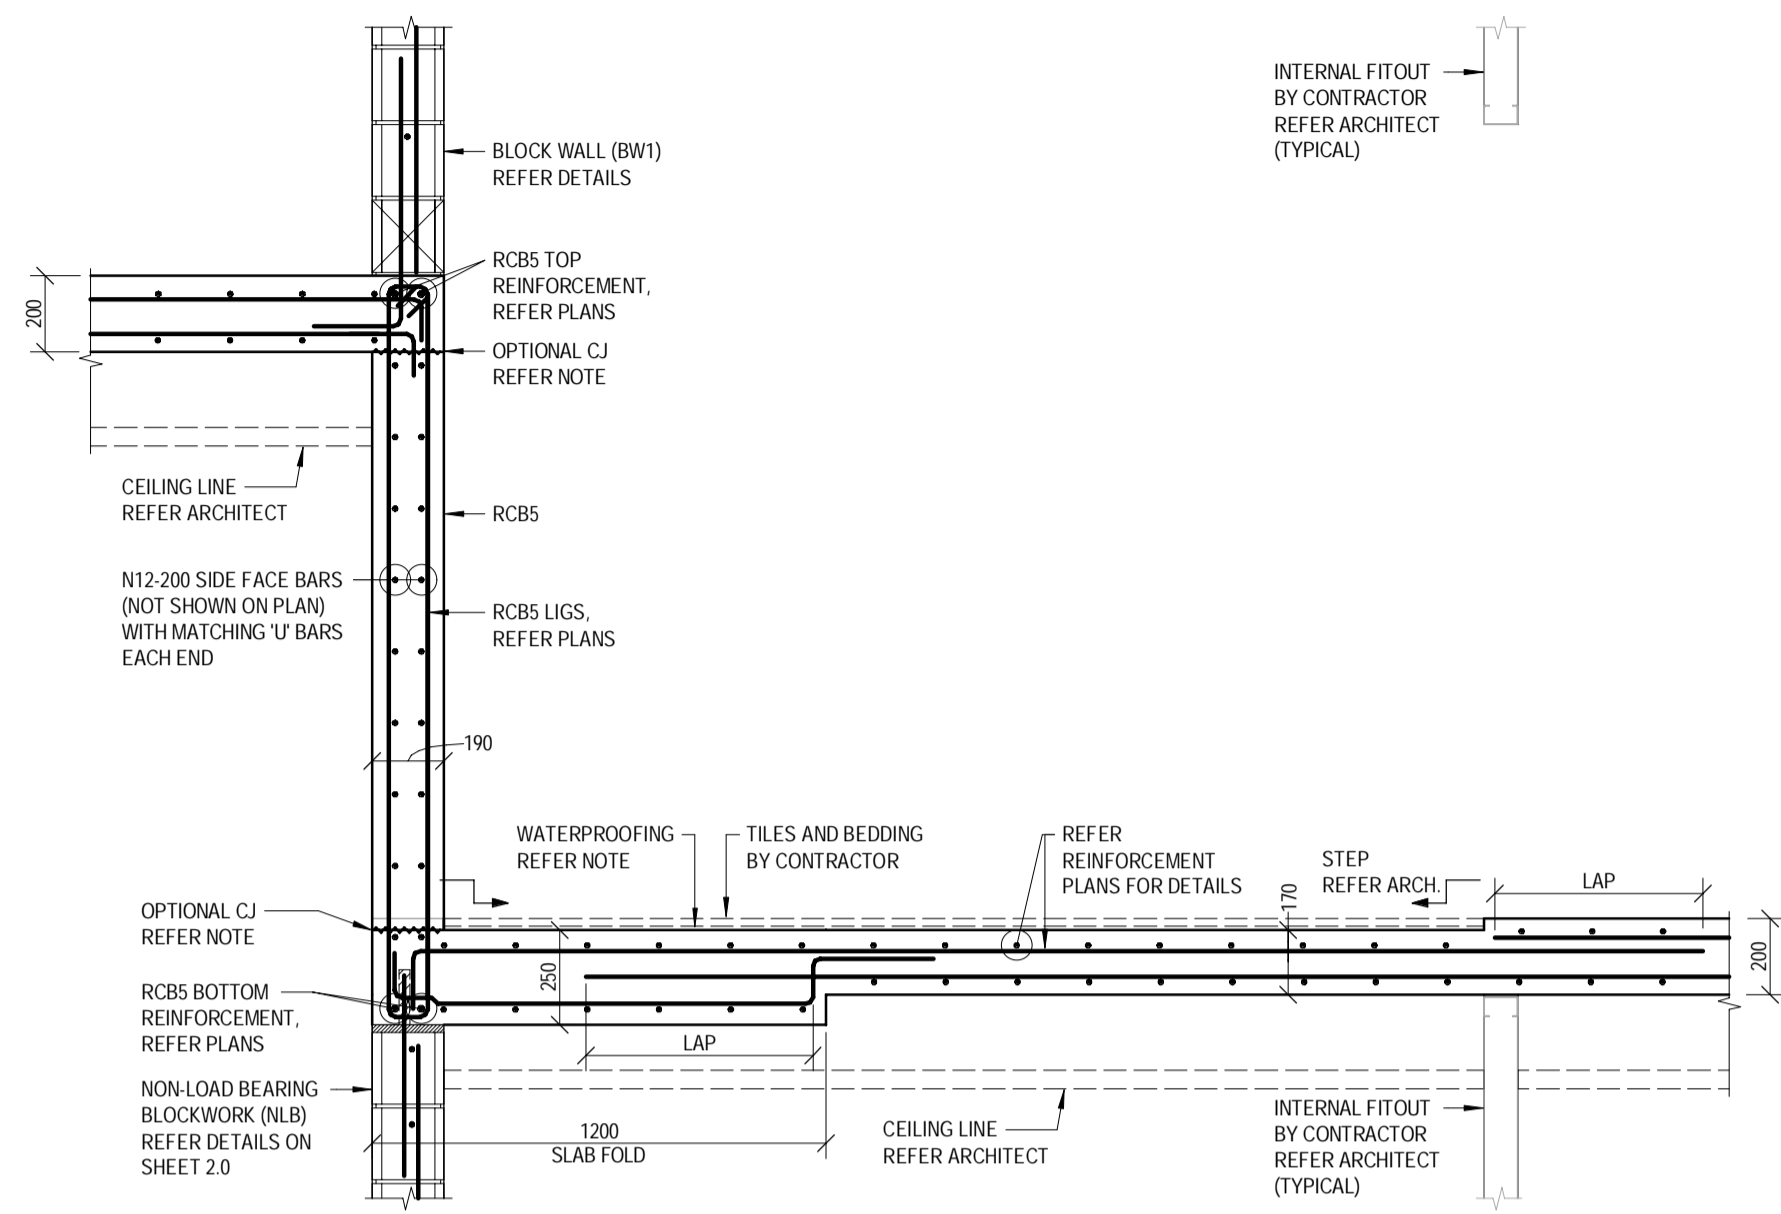 INTERNAL FITOUT
BY CONTRACTOR
REFER ARCHITECT
(TYPICAL)
BLOCK WALL (BW1)
REFER DETAILS
RCB5 TOP
REINFORCEMENT,
REFER PLANS
200
OPTIONAL CJ
REFER NOTE
CEILING LINE
REFER ARCHITECT
RCB5
N12-200 SIDE FACE BARS
(NOT SHOWN ON PLAN)
WITH MATCHING 'U' BARS
EACH END
RCB5 LIGS,
REFER PLANS
190
WATERPROOFING
REFER NOTE
TILES AND BEDDING
BY CONTRACTOR
REFER
REINFORCEMENT
PLANS FOR DETAILS
STEP
REFER ARCH.
LAP
170
OPTIONAL CJ
REFER NOTE
250
200
RCB5 BOTTOM
REINFORCEMENT,
REFER PLANS
LAP
NON-LOAD BEARING
BLOCKWORK (NLB)
REFER DETAILS ON
SHEET 2.0
1200
SLAB FOLD
CEILING LINE
REFER ARCHITECT
INTERNAL FITOUT
BY CONTRACTOR
REFER ARCHITECT
(TYPICAL)